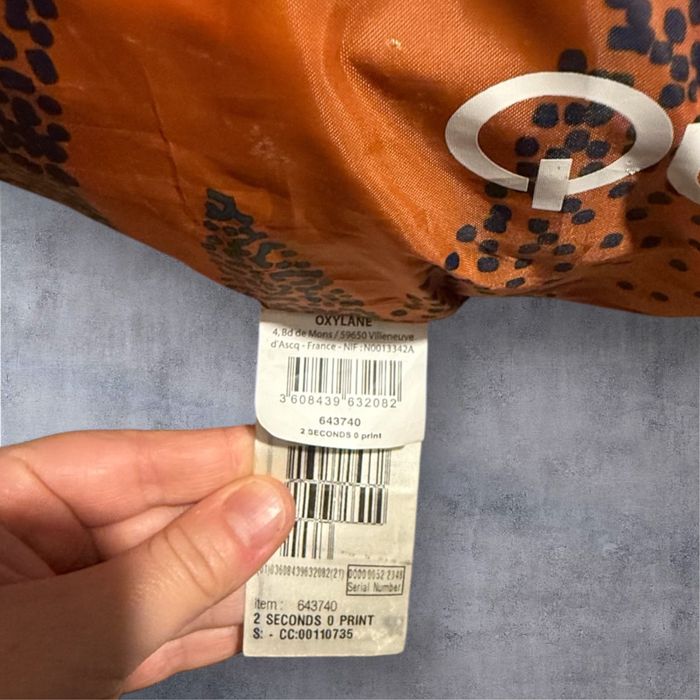 Q
OXYLANE
4, Bd de Mons / 59650 Villeneuve
d'Ascq - France - NIF : N0013342A
3 608439 632082
643740
2 SECONDS 0 print
01)03608439632082(21) 0000 0052 2348
Serial Number
Item : 643740
2 SECONDS 0 PRINT
S: - CC:00110735